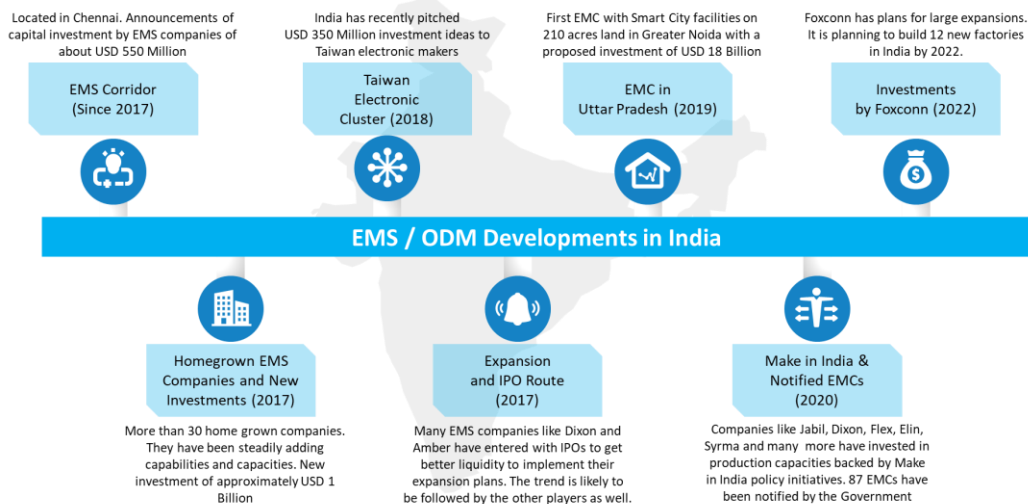 Located in Chennai. Announcements of
capital investment by EMS companies of
about USD 550 Million
EMS Corridor
(Since 2017)
India has recently pitched
USD 350 Million investment ideas to
Taiwan electronic makers
Taiwan
Electronic
Cluster (2018)
First EMC with Smart City facilities on
210 acres land in Greater Noida with a
proposed investment of USD 18 Billion
EMC in
Uttar Pradesh (2019)
Foxconn has plans for large expansions.
It is planning to build 12 new factories
in India by 2022.
Investments
by Foxconn (2022)
$
EMS / ODM Developments in India
Homegrown EMS
Companies and New
Investments (2017)
More than 30 home grown companies.
They have been steadily adding
capabilities and capacities. New
investment of approximately USD 1
Billion
Expansion
and IPO Route
(2017)
Many EMS companies like Dixon and
Amber have entered with IPOs to get
better liquidity to implement their
expansion plans. The trend is likely to
be followed by the other players as well.
Make in India &
Notified EMCs
(2020)
Companies like Jabil, Dixon, Flex, Elin,
Syrma and many more have invested in
production capacities backed by Make
in India policy initiatives. 87 EMCs have
been notified by the Government